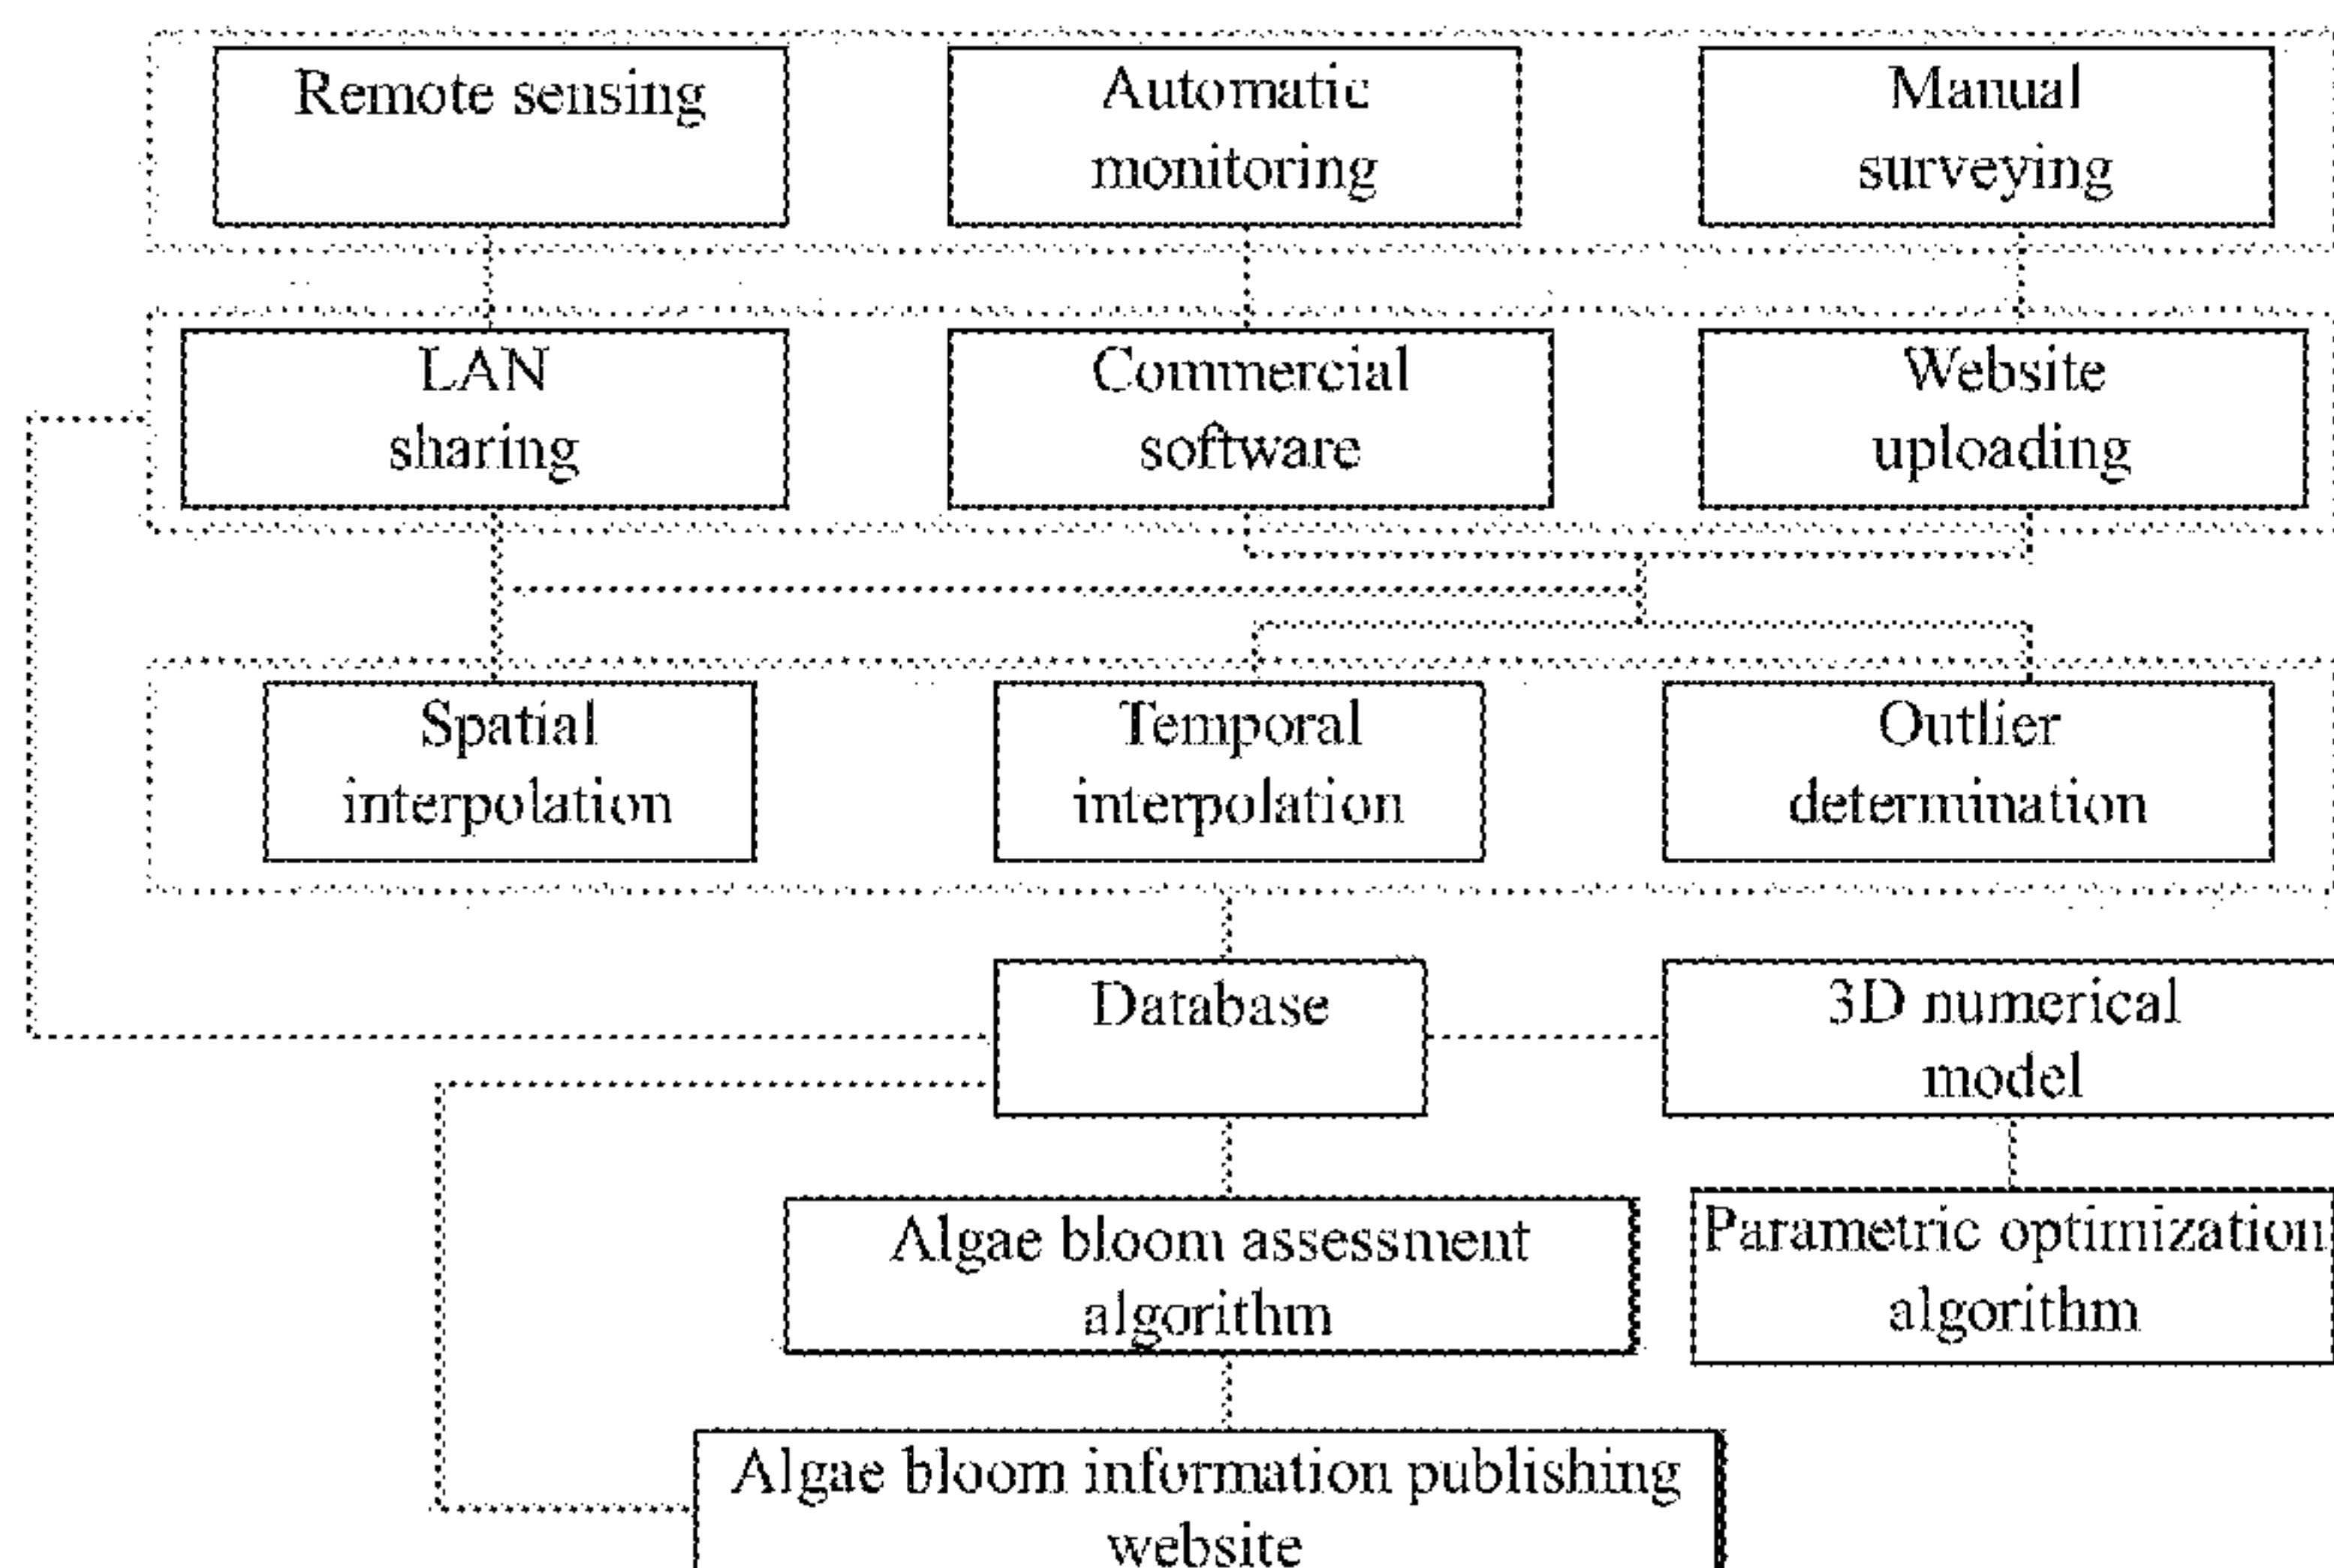 Remote sensing
Automatic
monitoring
Manual
surveying
LAN
sharing
Commercial
software
Website
uploading
Spatial
interpolation
Temporal
interpolation
Outlier
determination
Database
3D numerical
model
Algae bloom assessment
algorithm
Parametric optimization
algorithm
Algae bloom information publishing
website